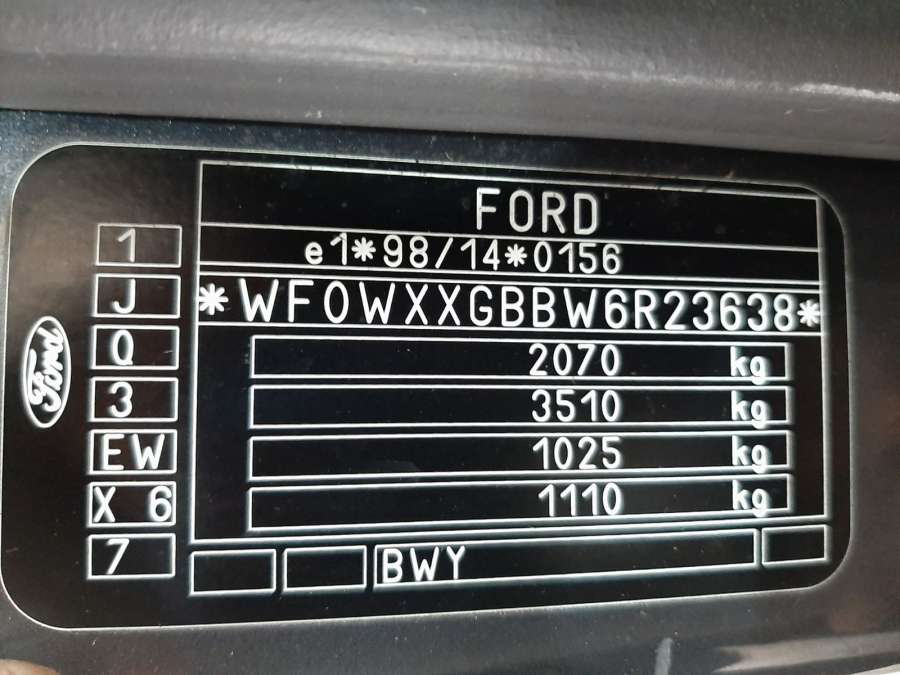 FORD
e1*98/14*0156
*WF0WXXGBBW6R23638*
2070 kg
3510 kg
1025 kg
1110 kg
BWY
1
J
Q
3
EW
X 6
7
Ford